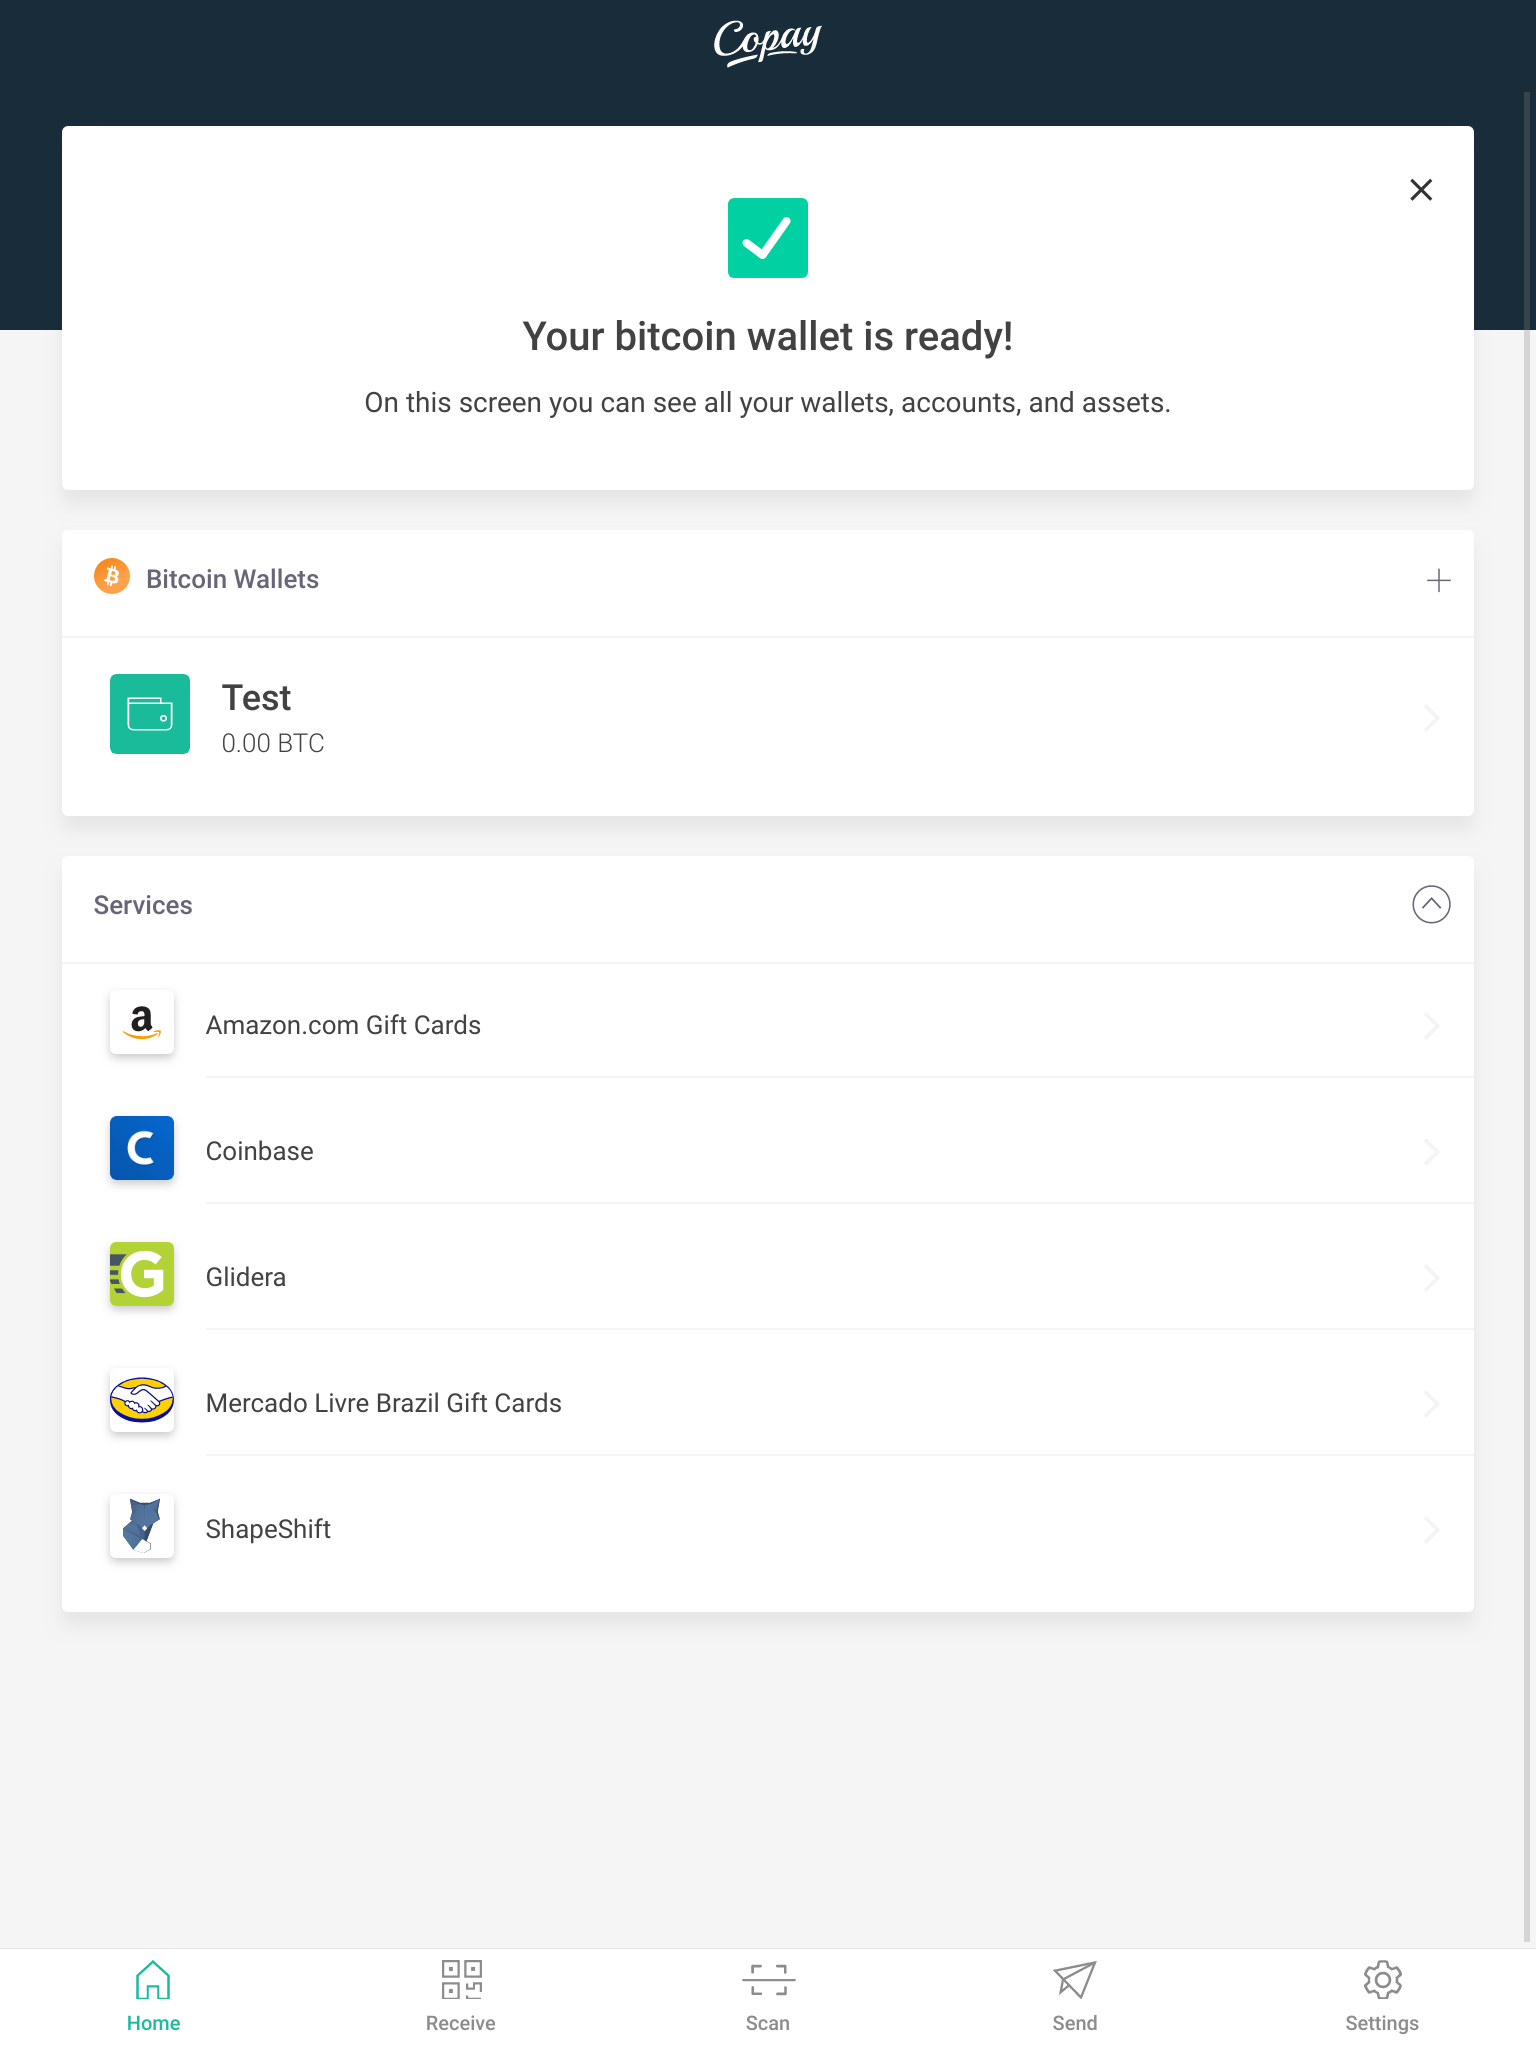 Copay
Your bitcoin wallet is ready!
On this screen you can see all your wallets, accounts, and assets.
Bitcoin Wallets
Test
0.00 BTC
Services
Amazon.com Gift Cards
Coinbase
Glidera
Mercado Livre Brazil Gift Cards
ShapeShift
Home
Receive
Scan
Send
Settings